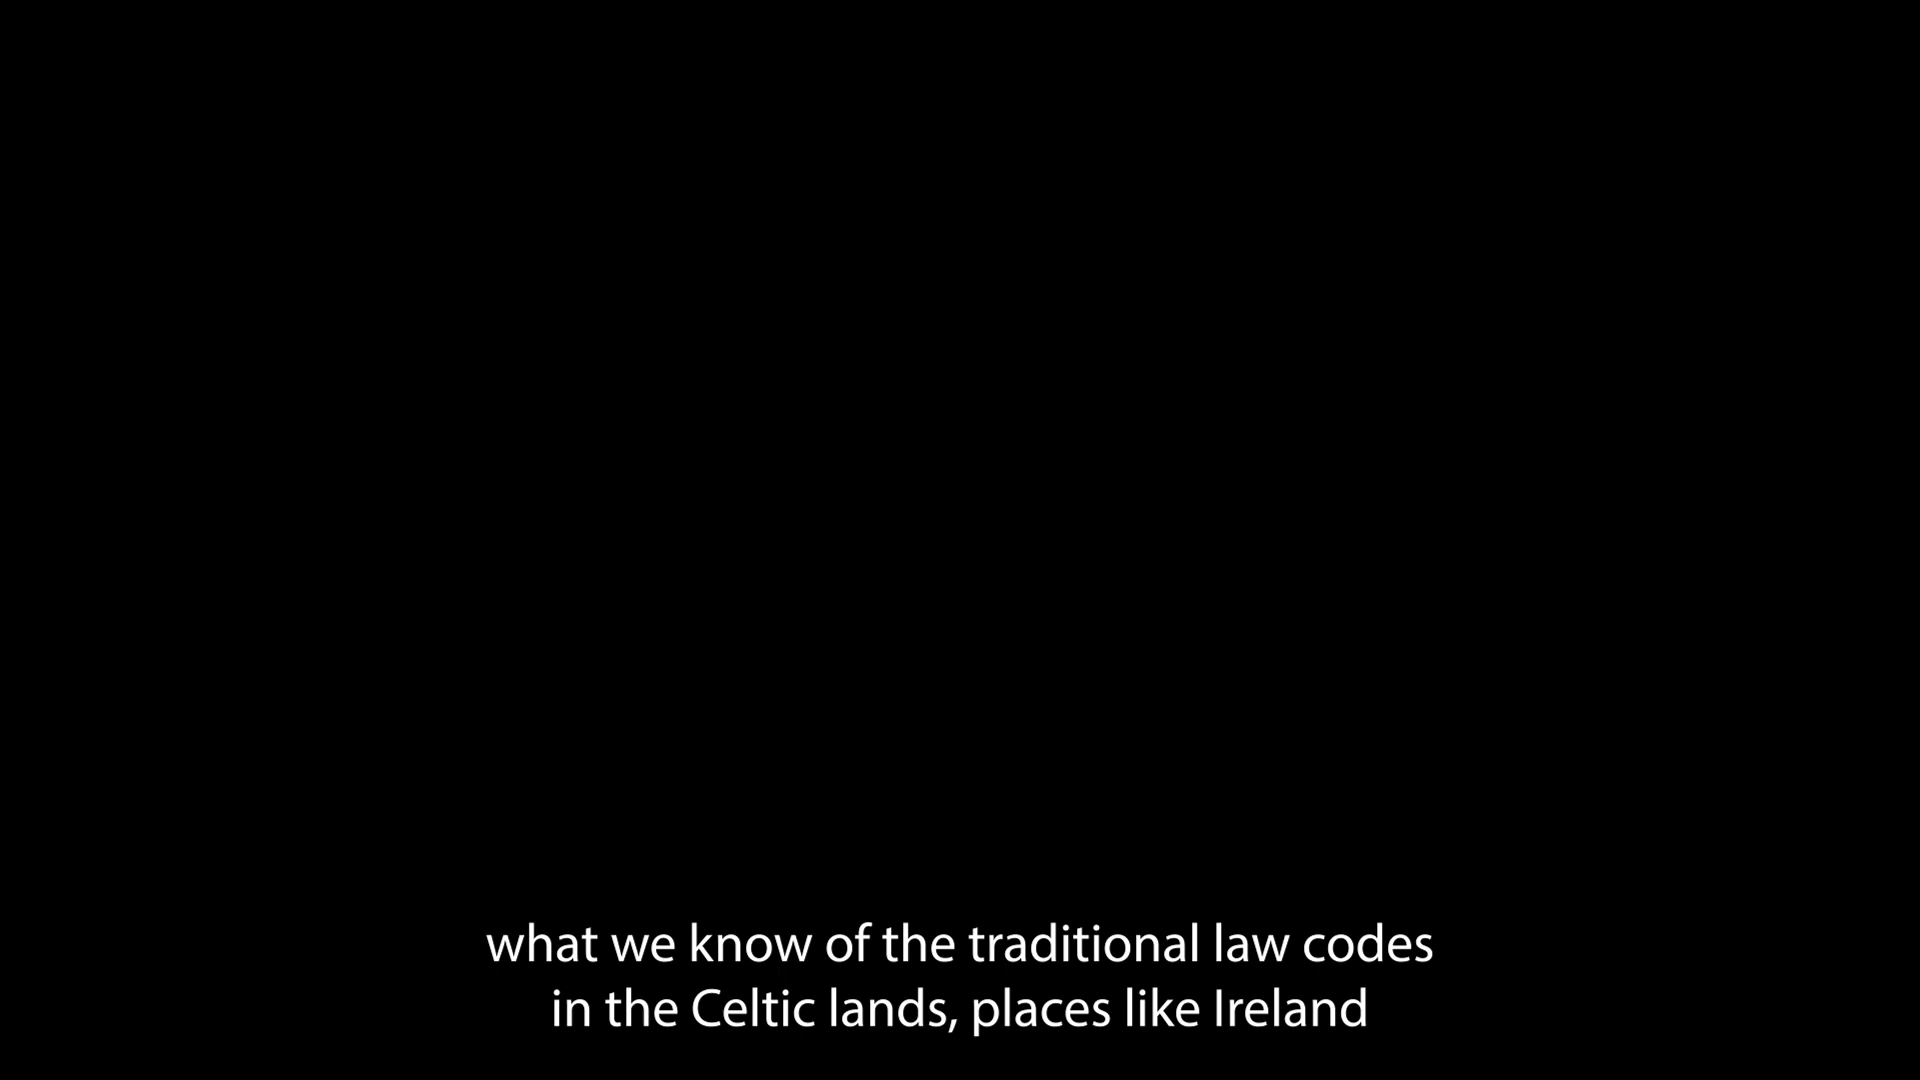 what we know of the traditional law codes
in the Celtic lands, places like Ireland